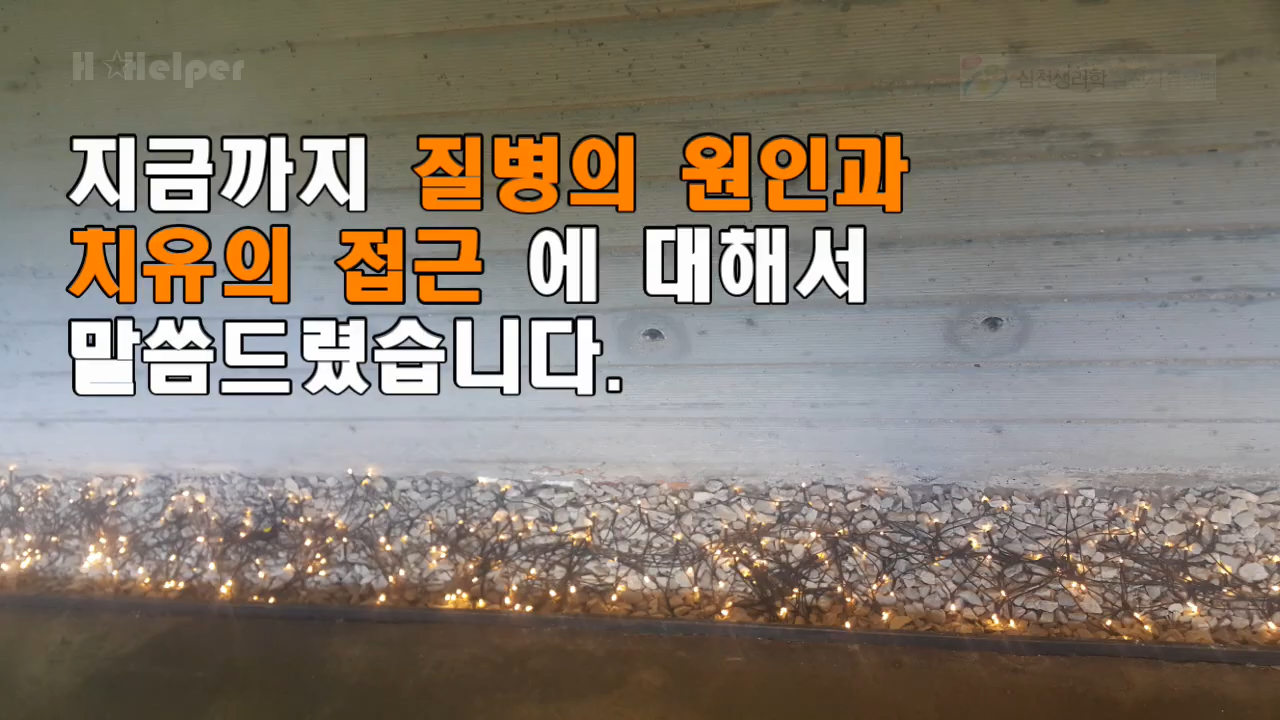 H☆Helper
심천생리학
지금까지 질병의 원인과
치유의 접근 에 대해서
말씀드렸습니다.